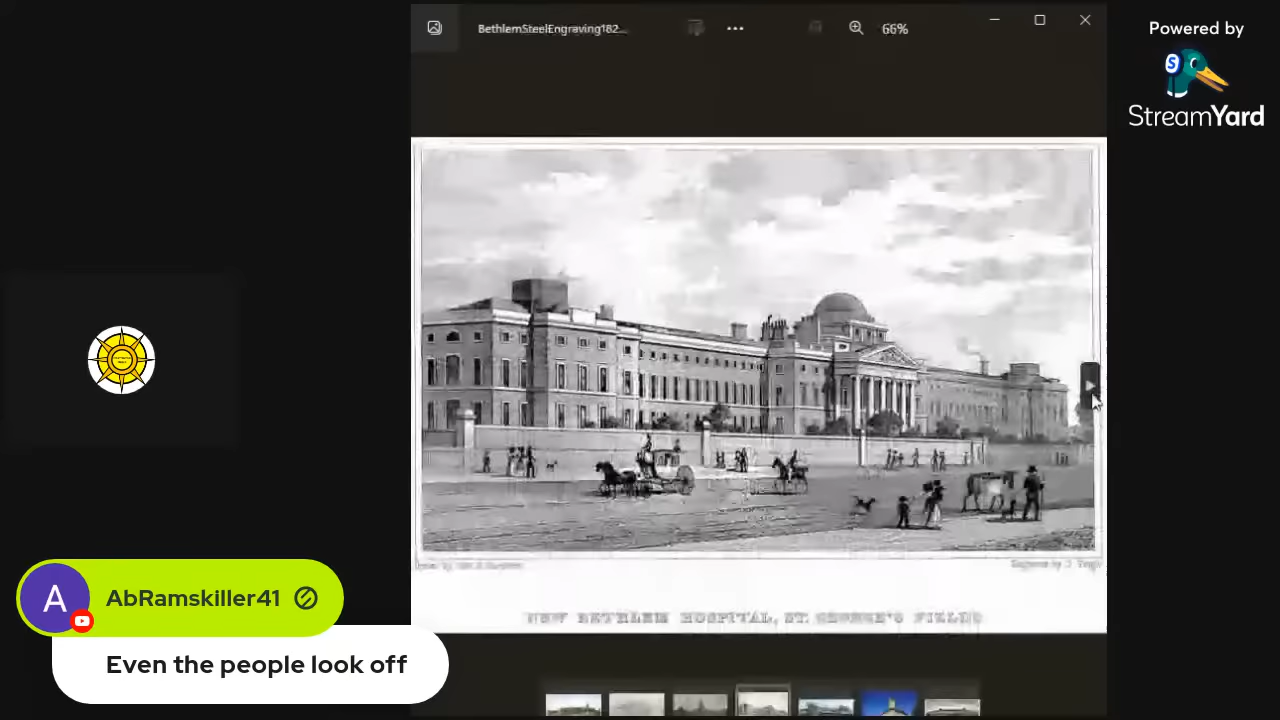 BethlemSteelEngraving182...
66%
Powered by
S
StreamYard
NEW BETHLEM HOSPITAL, ST. GEORGE'S FIELDS
A
AbRamskiller41
Even the people look off